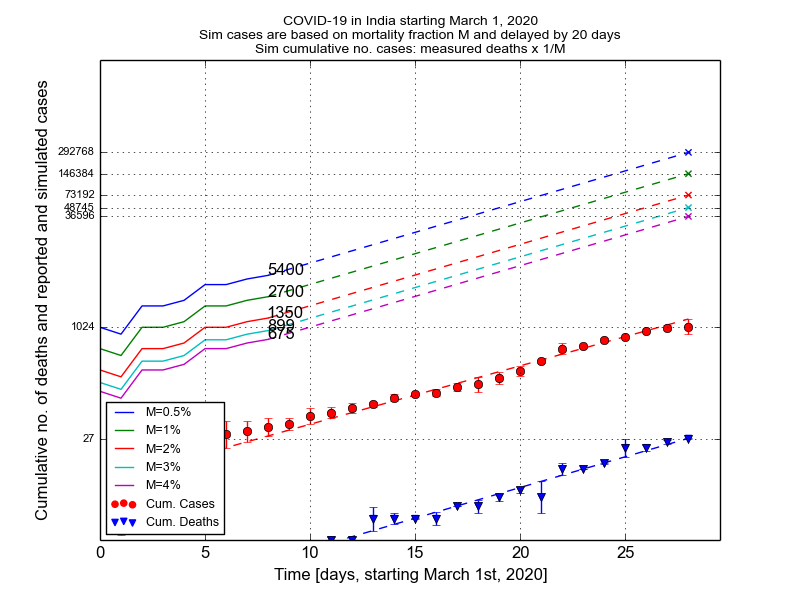 COVID-19 in India starting March 1, 2020
Sim cases are based on mortality fraction M and delayed by 20 days
Sim cumulative no. cases: measured deaths x 1/M
Cumulative no. of deaths and reported and simulated cases
292768
146384
73192
48745
36596
1024
27
5400
2700
1350
899
675
M=0.5%
M=1%
M=2%
M=3%
M=4%
Cum. Cases
Cum. Deaths
0 5 10 15 20 25
Time [days, starting March 1st, 2020]